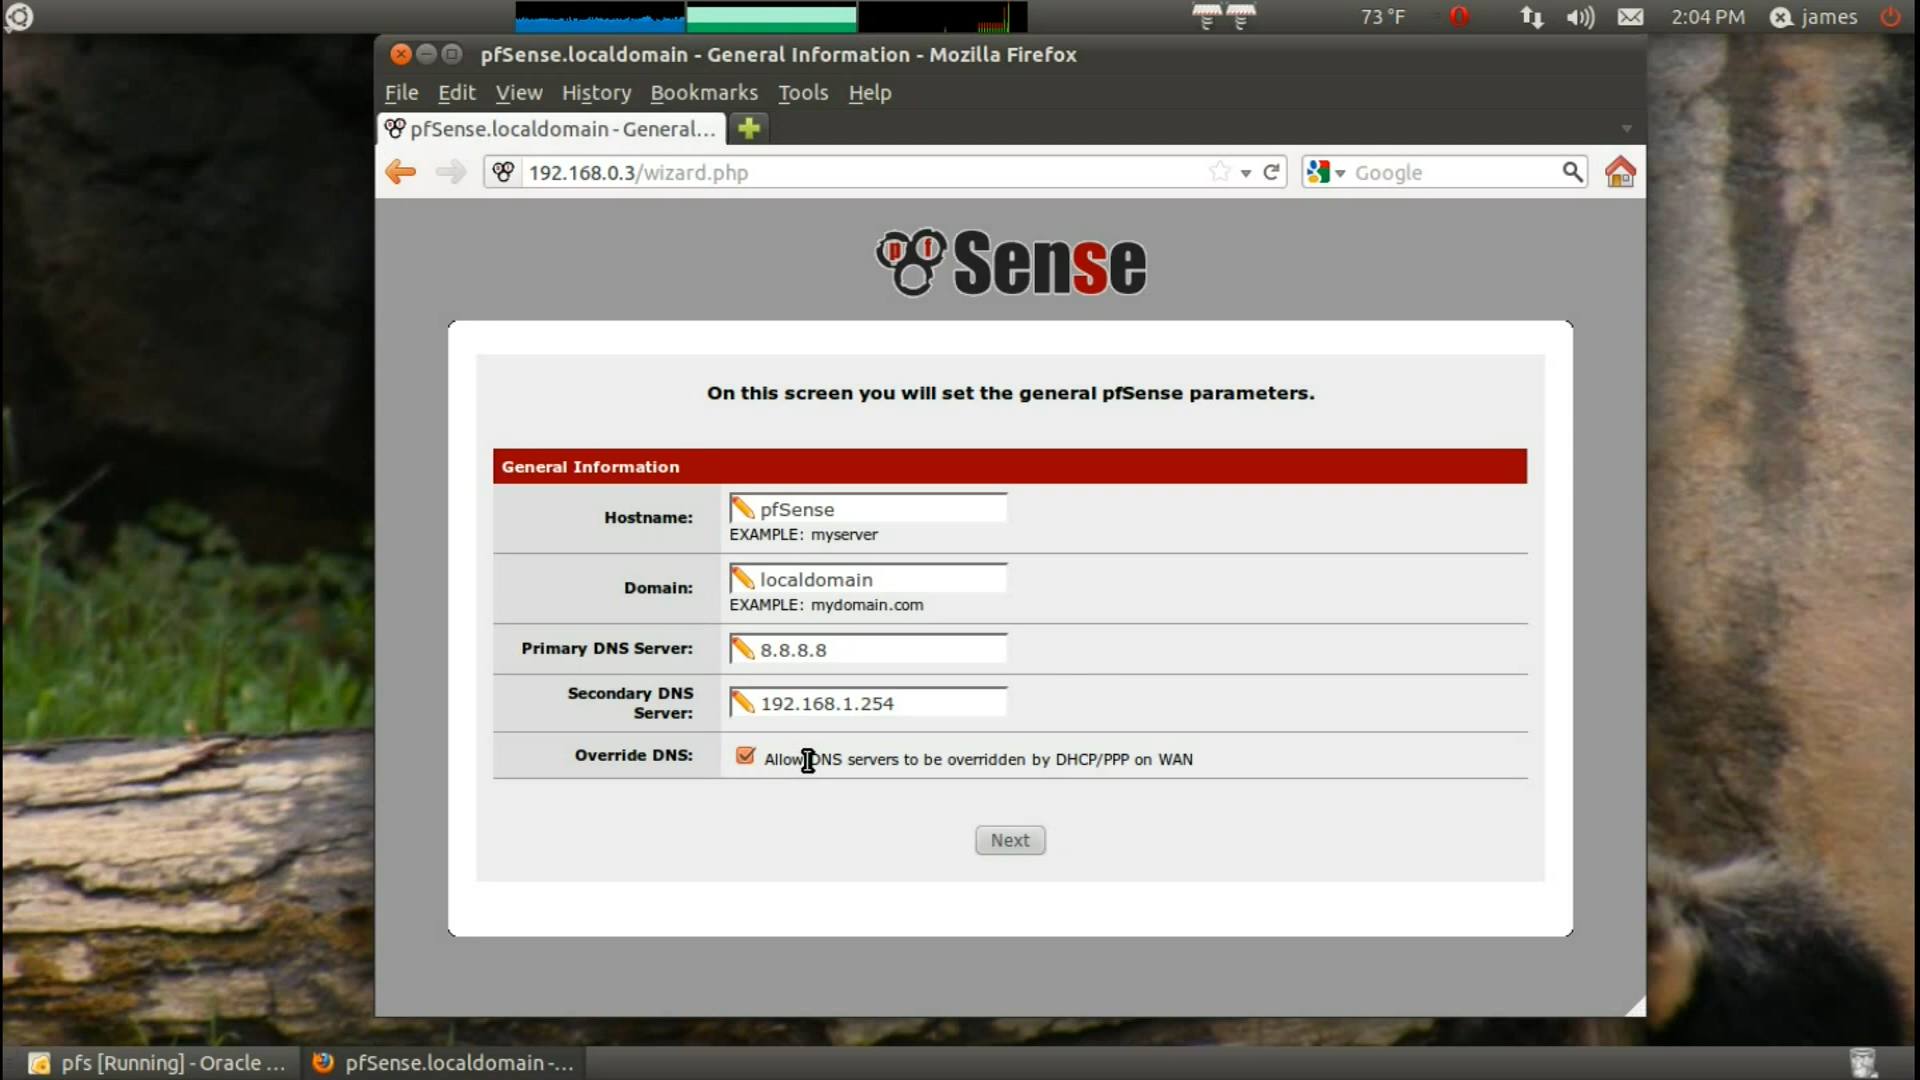 73 °F
2:04 PM
james
pfSense.localdomain - General Information - Mozilla Firefox
File Edit View History Bookmarks Tools Help
pfSense.localdomain - General...
192.168.0.3/wizard.php
Google
pf Sense
On this screen you will set the general pfSense parameters.
General Information
Hostname: pfSense
EXAMPLE: myserver
Domain: localdomain
EXAMPLE: mydomain.com
Primary DNS Server: 8.8.8.8
Secondary DNS
Server:
192.168.1.254
Override DNS: Allow DNS servers to be overridden by DHCP/PPP on WAN
Next
pfs [Running] - Oracle ...
pfSense.localdomain -...